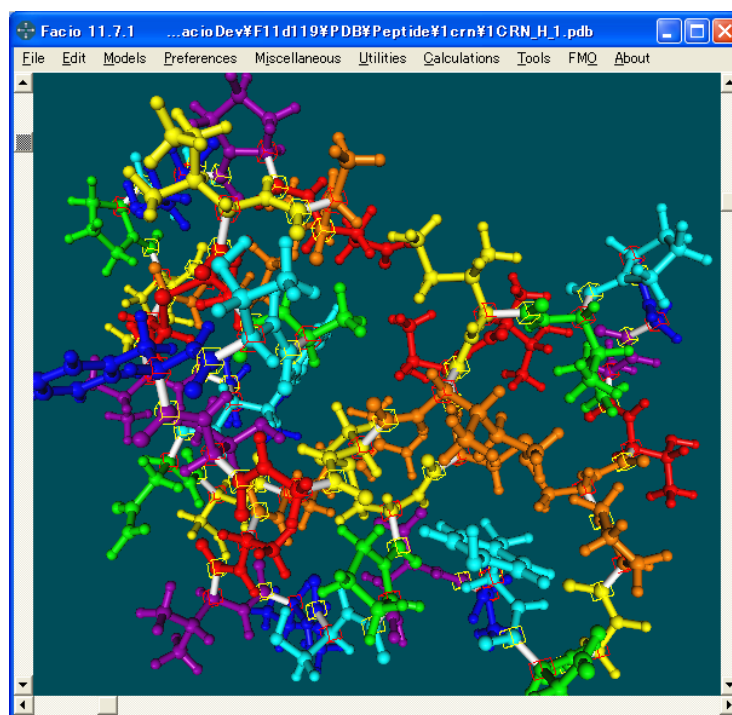 Facio 11.7.1 ...acioDev¥F11d119¥PDB¥Peptide¥1crn¥1CRN_H_1.pdb
File Edit Models Preferences Miscellaneous Utilities Calculations Tools FMO About